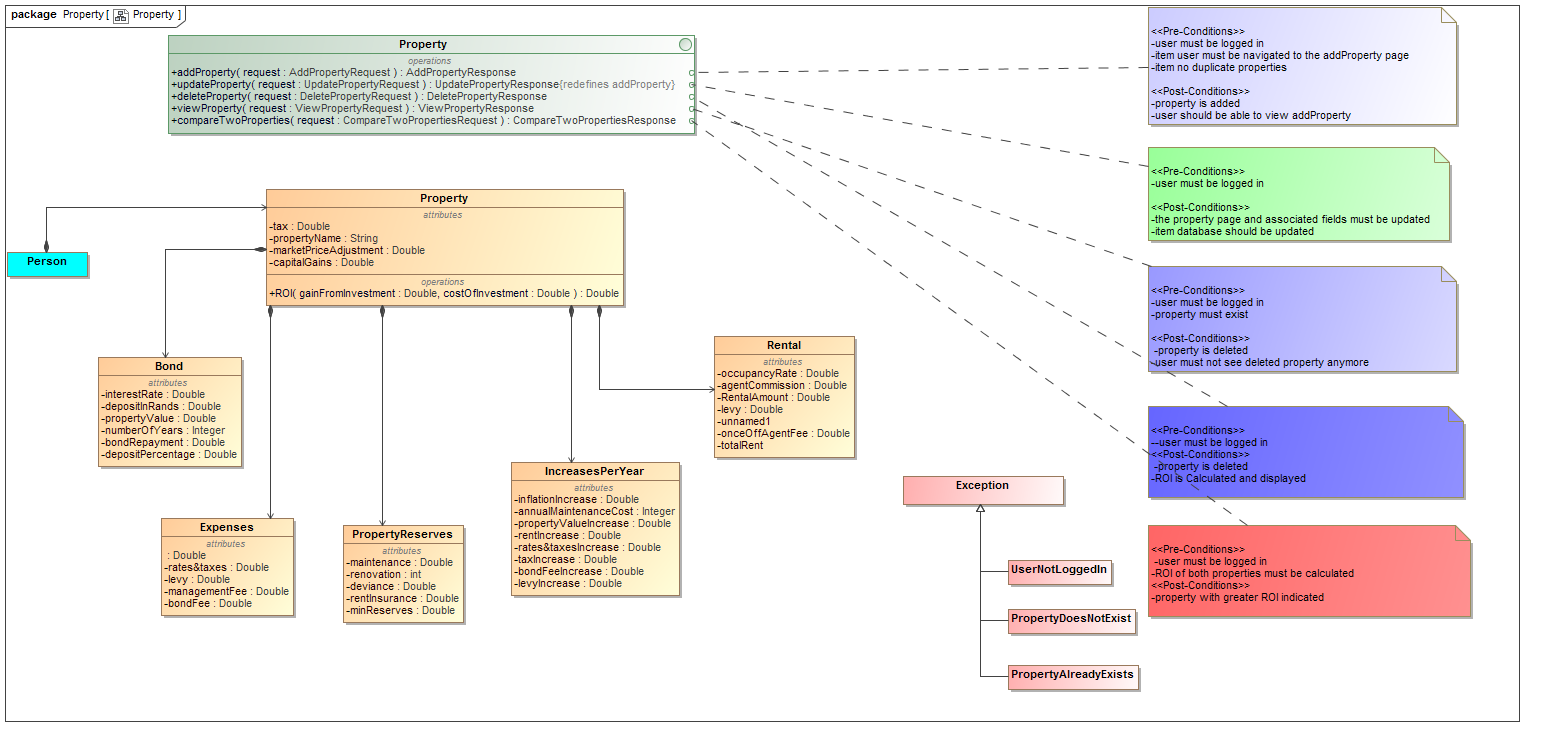 package Property [ Property ]
Property
operations
+addProperty( request : AddPropertyRequest ) : AddPropertyResponse
+updateProperty( request : UpdatePropertyRequest ) : UpdatePropertyResponse{redefines addProperty}
+deleteProperty( request : DeletePropertyRequest ) : DeletePropertyResponse
+viewProperty( request : ViewPropertyRequest ) : ViewPropertyResponse
+compareTwoProperties( request : CompareTwoPropertiesRequest ) : CompareTwoPropertiesResponse
<<Pre-Conditions>>
-user must be logged in
-item user must be navigated to the addProperty page
-item no duplicate properties
<<Post-Conditions>>
-property is added
-user should be able to view addProperty
<<Pre-Conditions>>
-user must be logged in
<<Post-Conditions>>
-the property page and associated fields must be updated
-item database should be updated
<<Pre-Conditions>>
-user must be logged in
-property must exist
<<Post-Conditions>>
-property is deleted
-user must not see deleted property anymore
<<Pre-Conditions>>
--user must be logged in
<<Post-Conditions>>
-property is deleted
-ROI is Calculated and displayed
<<Pre-Conditions>>
-user must be logged in
-ROI of both properties must be calculated
<<Post-Conditions>>
-property with greater ROI indicated
Person
Property
attributes
-tax : Double
-propertyName : String
-marketPriceAdjustment : Double
-capitalGains : Double
operations
+ROI( gainFromInvestment : Double, costOfInvestment : Double ) : Double
Bond
attributes
-interestRate : Double
-depositInRands : Double
-propertyValue : Double
-numberOfYears : Integer
-bondRepayment : Double
-depositPercentage : Double
Expenses
attributes
: Double
-rates&taxes : Double
-levy : Double
-managementFee : Double
-bondFee : Double
PropertyReserves
attributes
-maintenance : Double
-renovation : int
-deviance : Double
-rentInsurance : Double
-minReserves : Double
IncreasesPerYear
attributes
-inflationIncrease : Double
-annualMaintenanceCost : Integer
-propertyValueIncrease : Double
-rentIncrease : Double
-rates&taxesIncrease : Double
-taxIncrease : Double
-bondFeeIncrease : Double
-levyIncrease : Double
Rental
attributes
-occupancyRate : Double
-agentCommission : Double
-RentalAmount : Double
-levy : Double
-unnamed1
-onceOffAgentFee : Double
-totalRent
Exception
UserNotLoggedIn
PropertyDoesNotExist
PropertyAlreadyExists